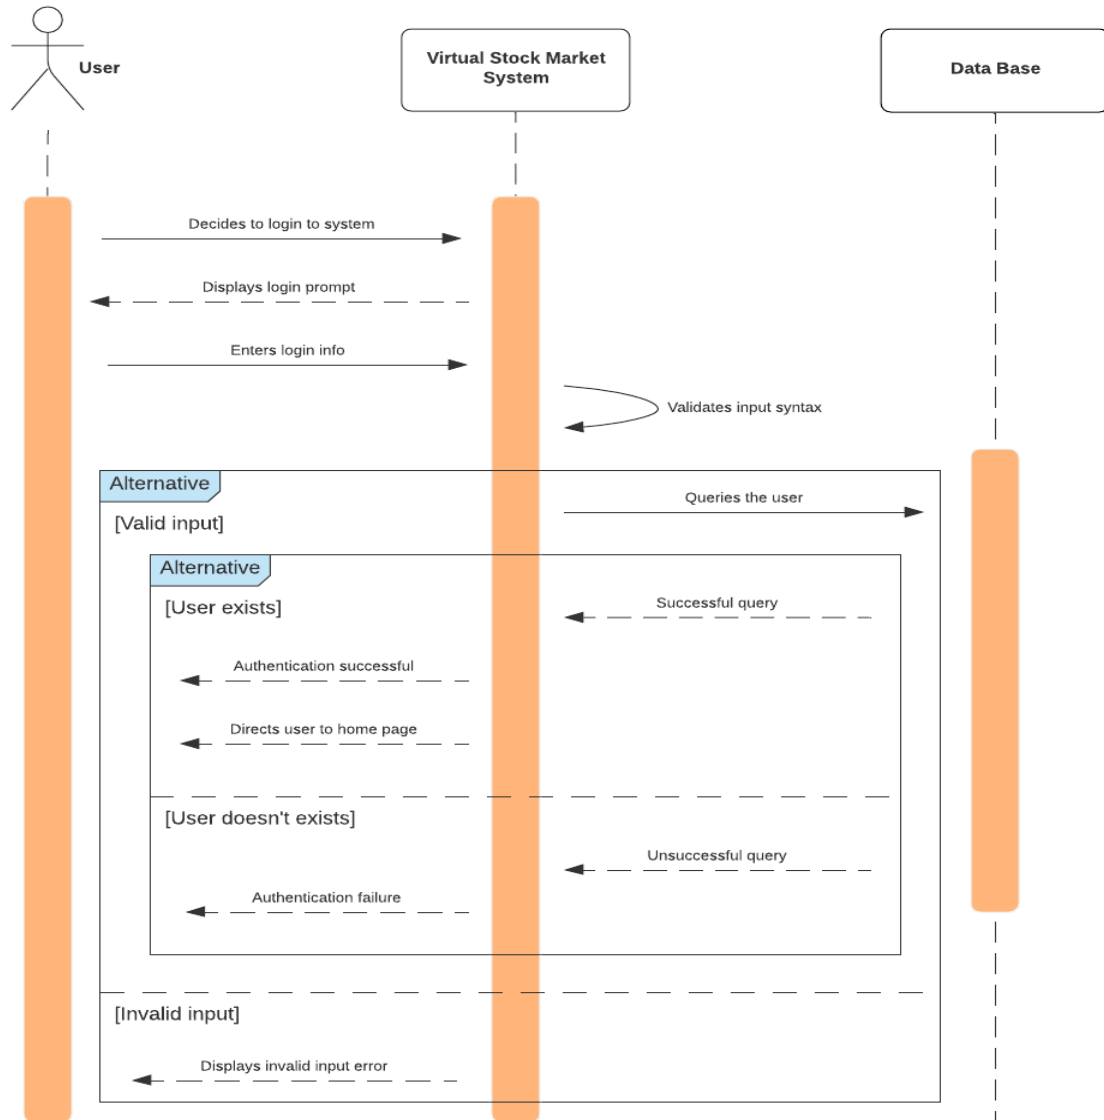 User
Virtual Stock Market
System
Data Base
Decides to login to system
Displays login prompt
Enters login info
Validates input syntax
Alternative
Queries the user
[Valid input]
Alternative
[User exists]
Successful query
Authentication successful
Directs user to home page
[User doesn't exists]
Unsuccessful query
Authentication failure
[Invalid input]
Displays invalid input error